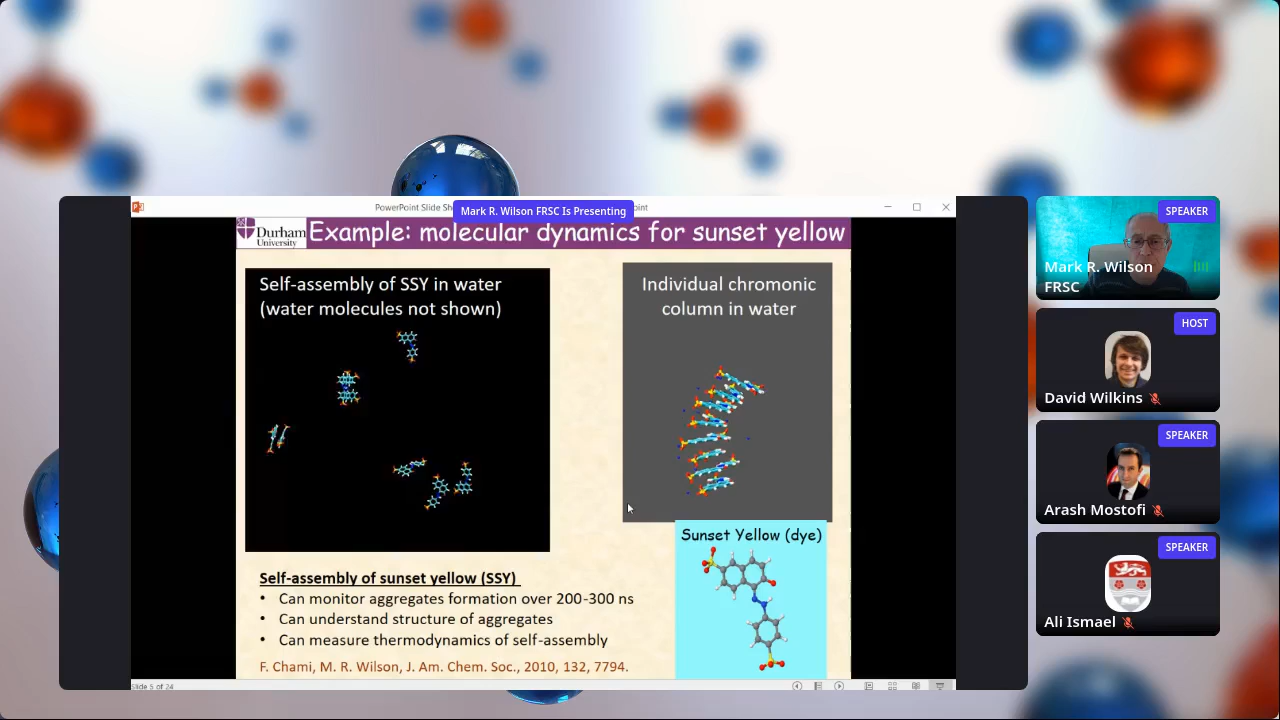 PowerPoint Slide Sh
Mark R. Wilson FRSC Is Presenting
int
Durham
University
Example: molecular dynamics for sunset yellow
Self-assembly of SSY in water
(water molecules not shown)
Individual chromonic
column in water
Sunset Yellow (dye)
Self-assembly of sunset yellow (SSY)
• Can monitor aggregate formation over 200-300 ns
• Can understand structure of aggregates
• Can measure thermodynamics of self-assembly
F. Chami, M. R. Wilson, J. Am. Chem. Soc., 2010, 132, 7794.
Slide 5 of 24
SPEAKER
Mark R. Wilson
FRSC
HOST
David Wilkins
SPEAKER
Arash Mostofi
SPEAKER
Ali Ismael